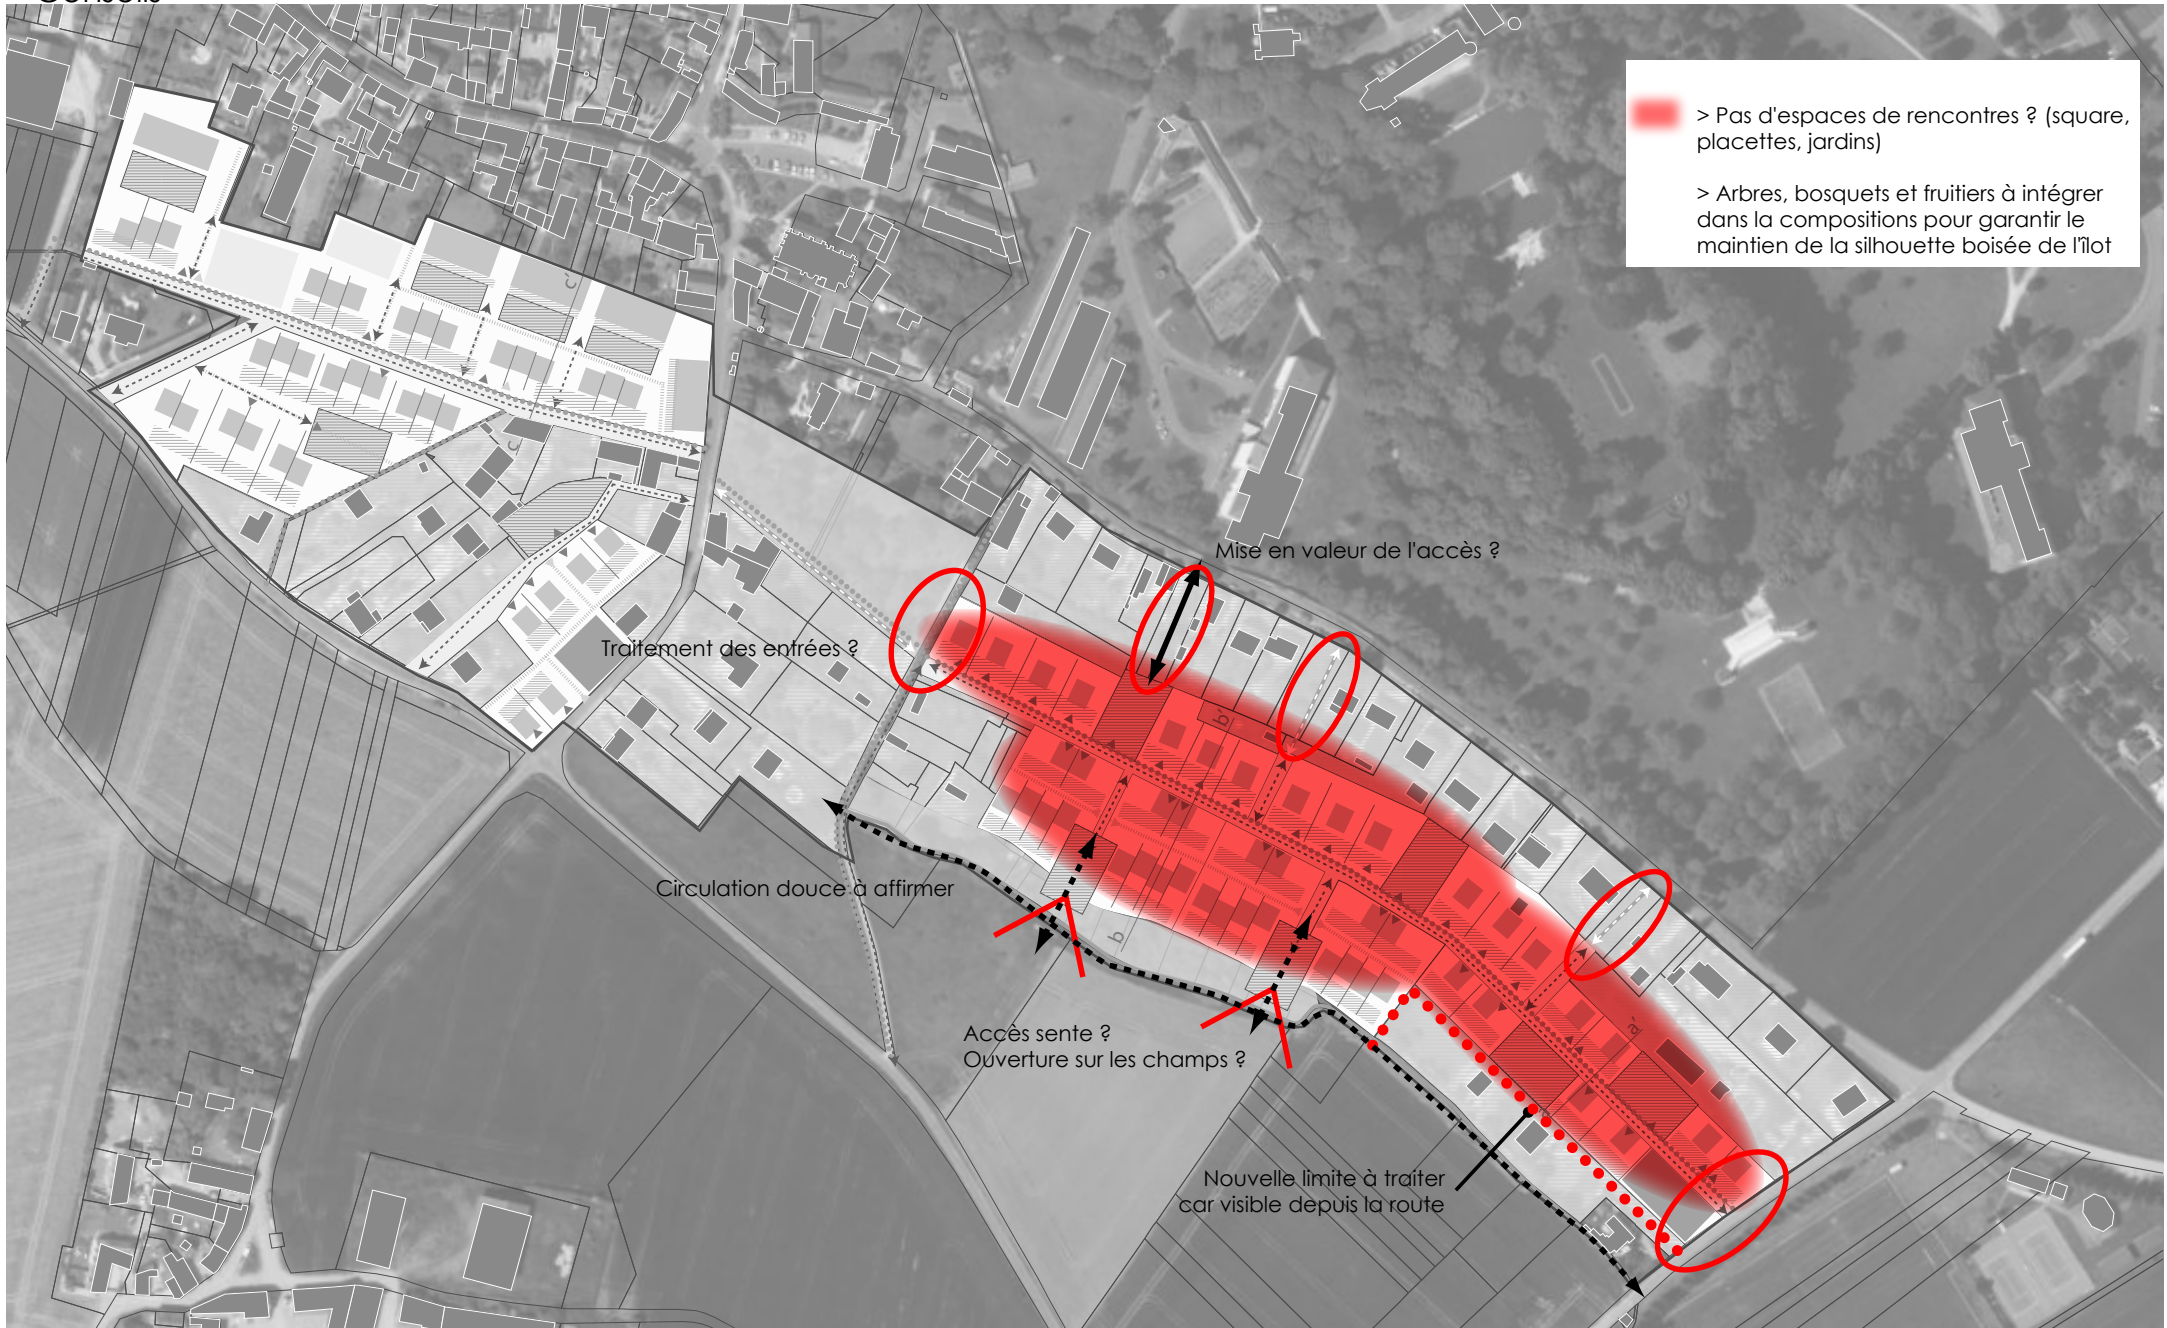 > Pas d'espaces de rencontres ? (square,
placettes, jardins)
> Arbres, bosquets et fruitiers à intégrer
dans la compositions pour garantir le
maintien de la silhouette boisée de l'îlot
Mise en valeur de l'accès ?
Traitement des entrées ?
Circulation douce à affirmer
Accès sente ?
Ouverture sur les champs ?
Nouvelle limite à traiter
car visible depuis la route
c'
c
b'
b
a'